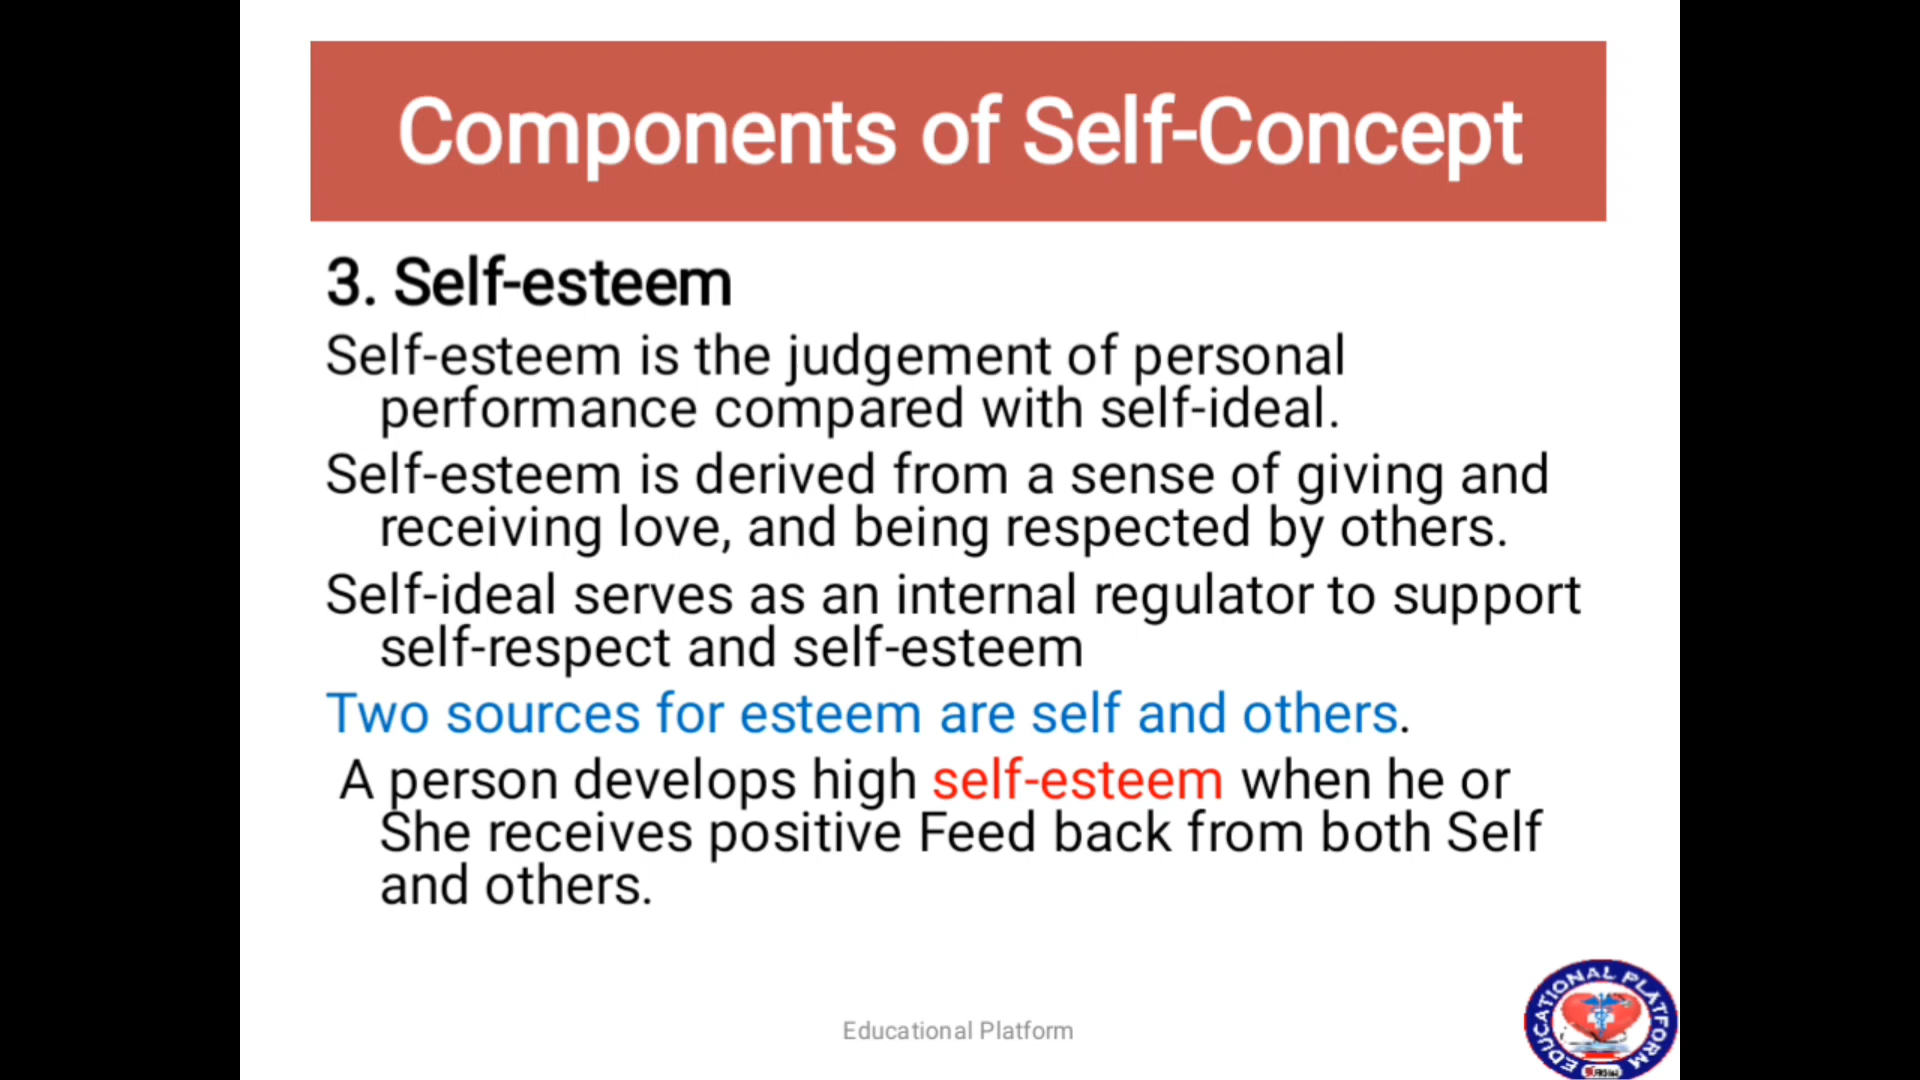 Components of Self-Concept
3. Self-esteem
Self-esteem is the judgement of personal
performance compared with self-ideal.
Self-esteem is derived from a sense of giving and
receiving love, and being respected by others.
Self-ideal serves as an internal regulator to support
self-respect and self-esteem
Two sources for esteem are self and others.
A person develops high self-esteem when he or
She receives positive Feed back from both Self
and others.
Educational Platform
EDUCATIONAL PLATFORM